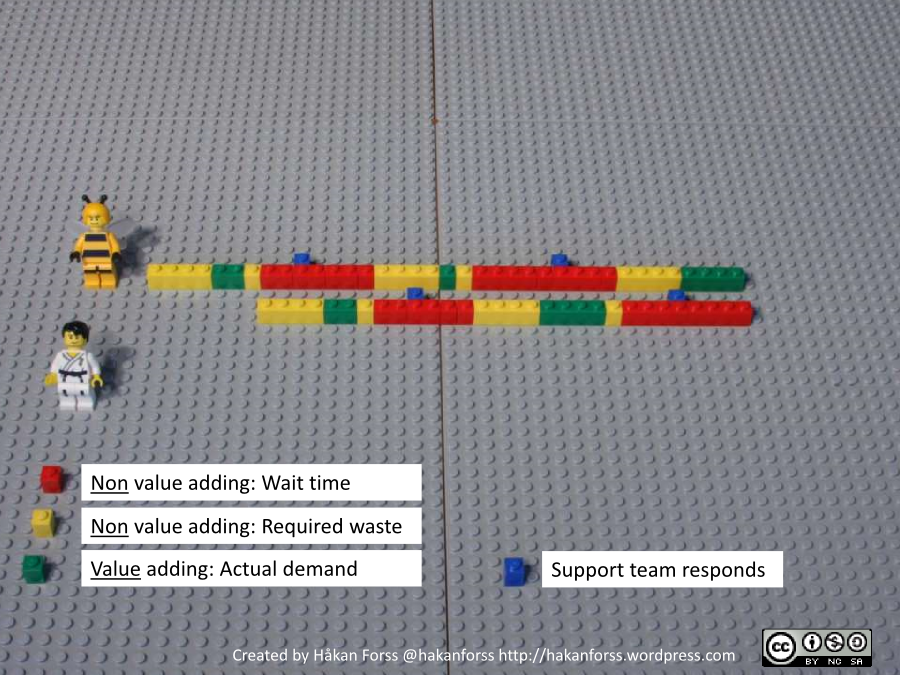 Non value adding: Wait time
Non value adding: Required waste
Value adding: Actual demand
Support team responds
Created by Håkan Forss @hakanforss http://hakanforss.wordpress.com
cc
BY NC SA